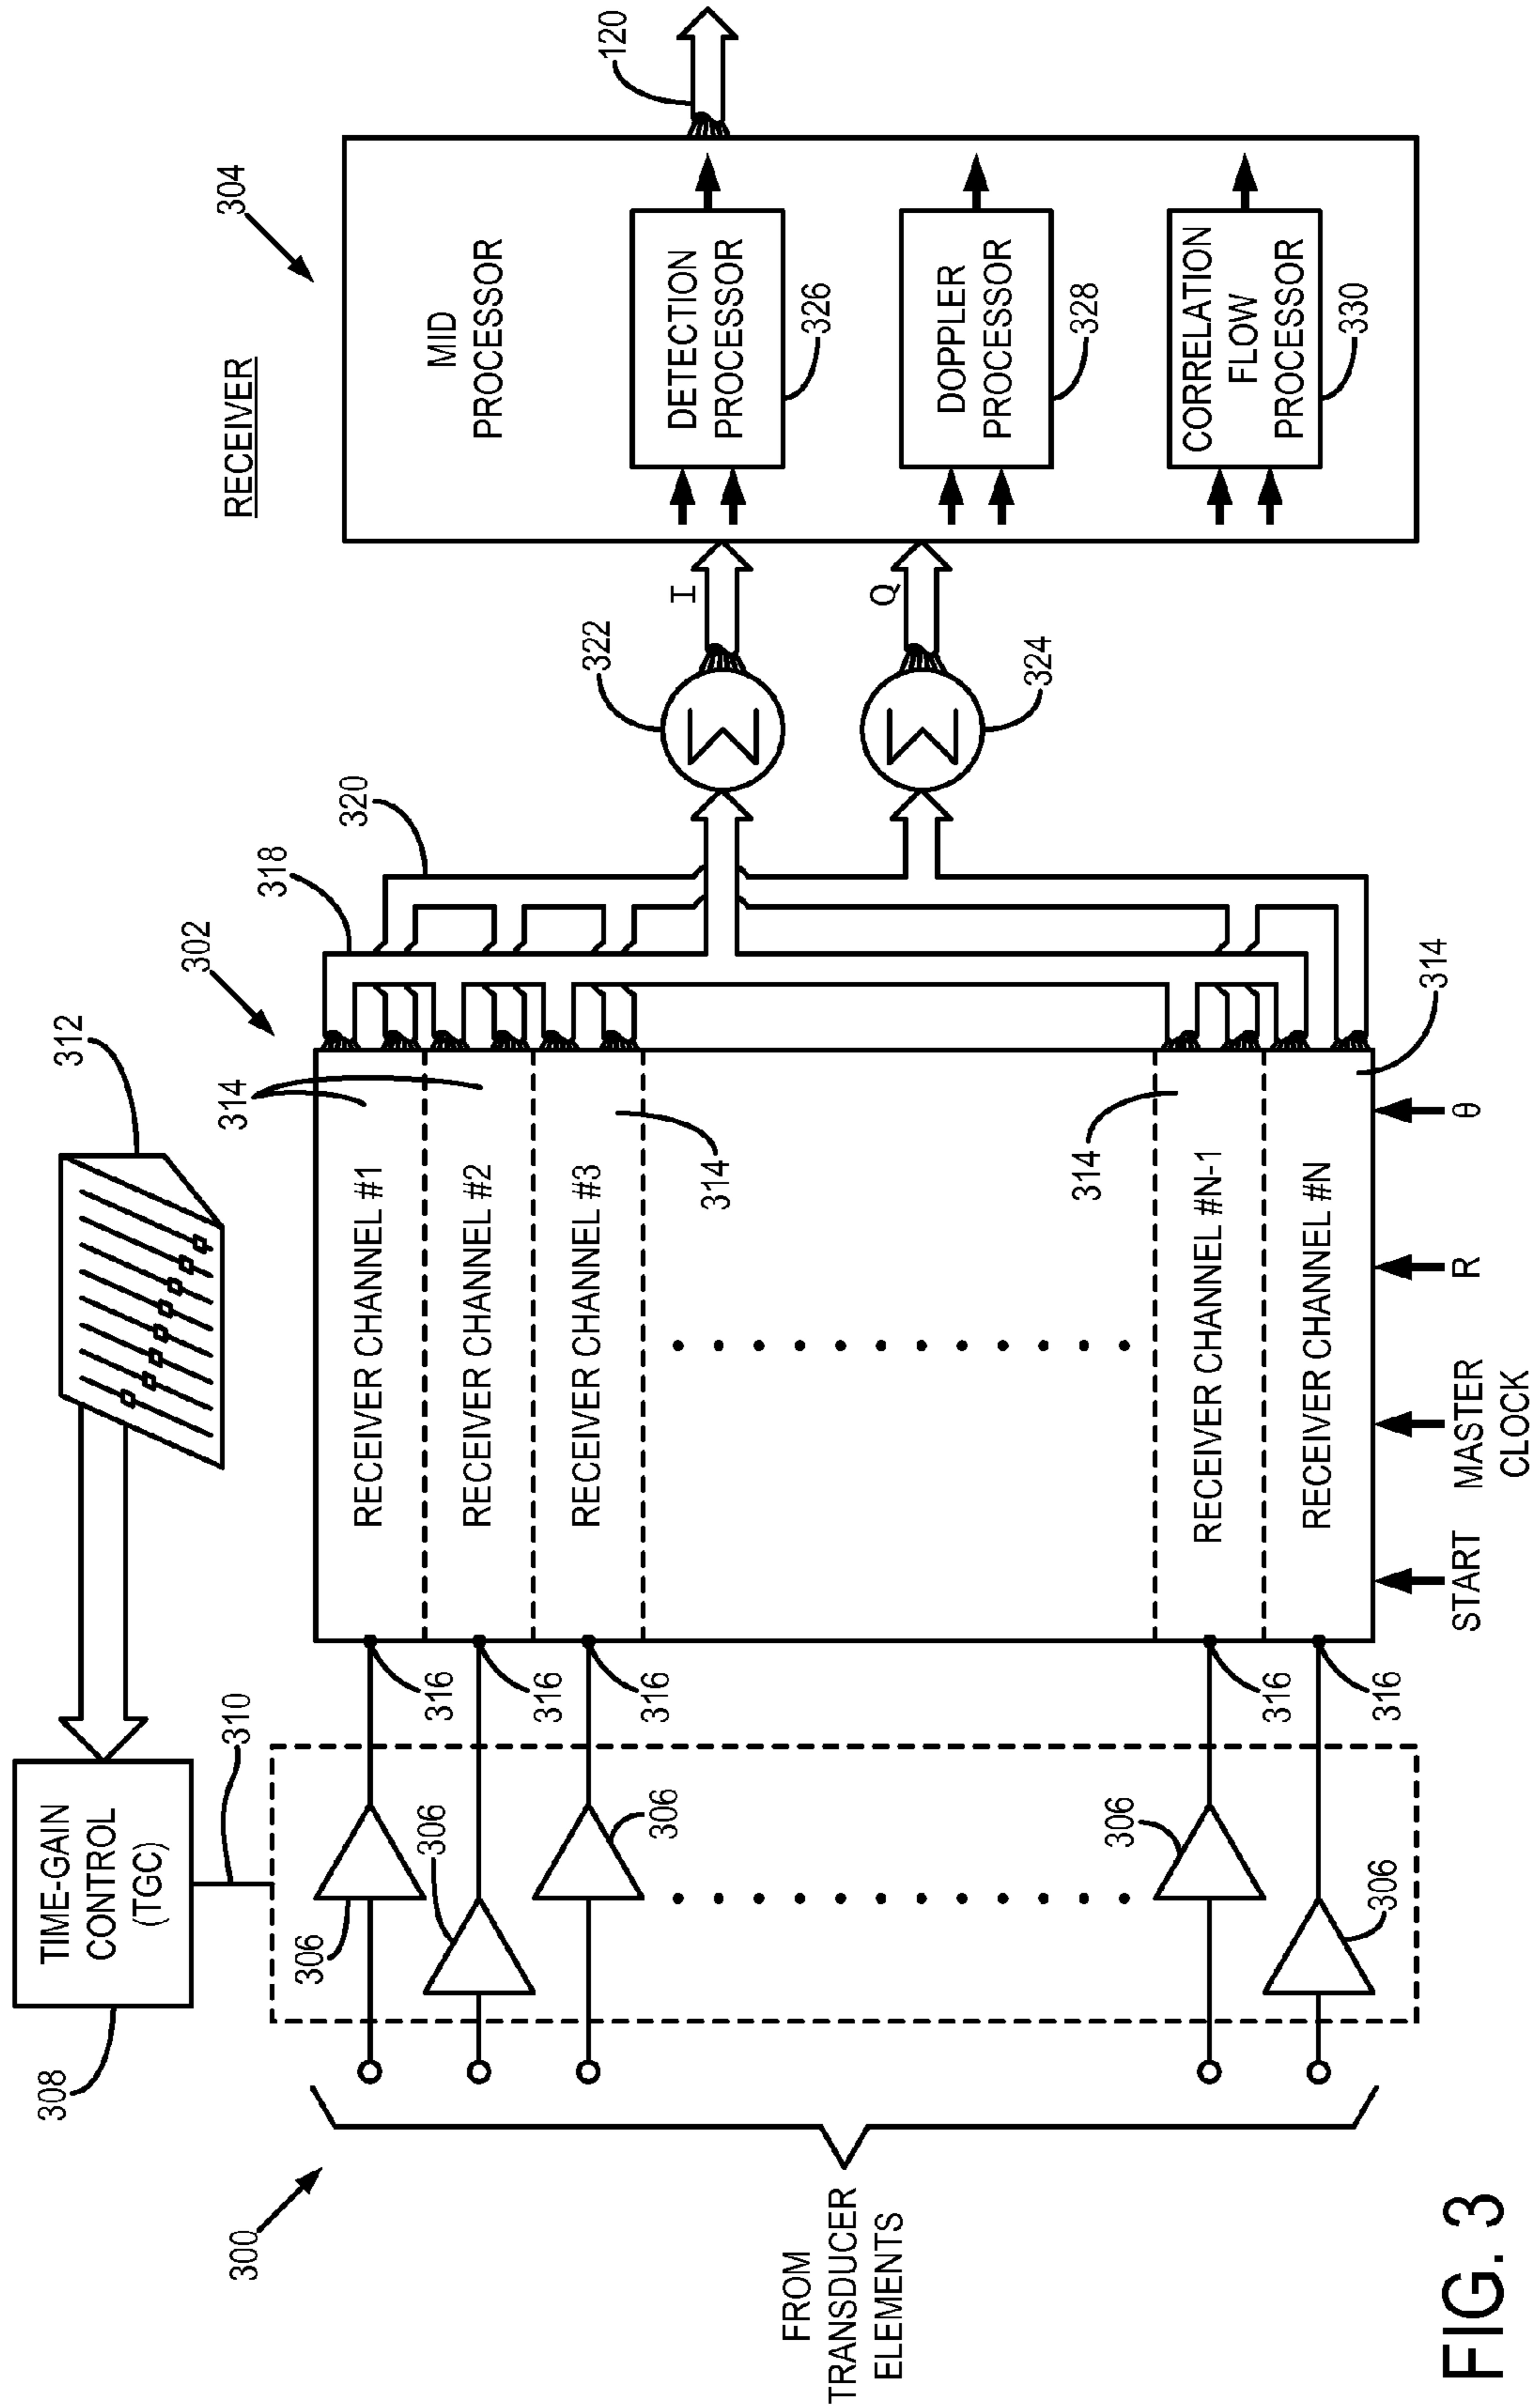 RECEIVER
304
120
MID
PROCESSOR
DETECTION
PROCESSOR
326
DOPPLER
PROCESSOR
328
CORRELATION
FLOW
PROCESSOR
330
I
Q
322
324
Σ
Σ
320
318
302
312
314
314
314
314
RECEIVER CHANNEL #1
RECEIVER CHANNEL #2
RECEIVER CHANNEL #3
RECEIVER CHANNEL #N-1
RECEIVER CHANNEL #N
START
MASTER
CLOCK
R
θ
316
316
316
316
316
310
TIME-GAIN
CONTROL
(TGC)
308
306
306
306
306
306
306
300
FROM
TRANSDUCER
ELEMENTS
FIG. 3